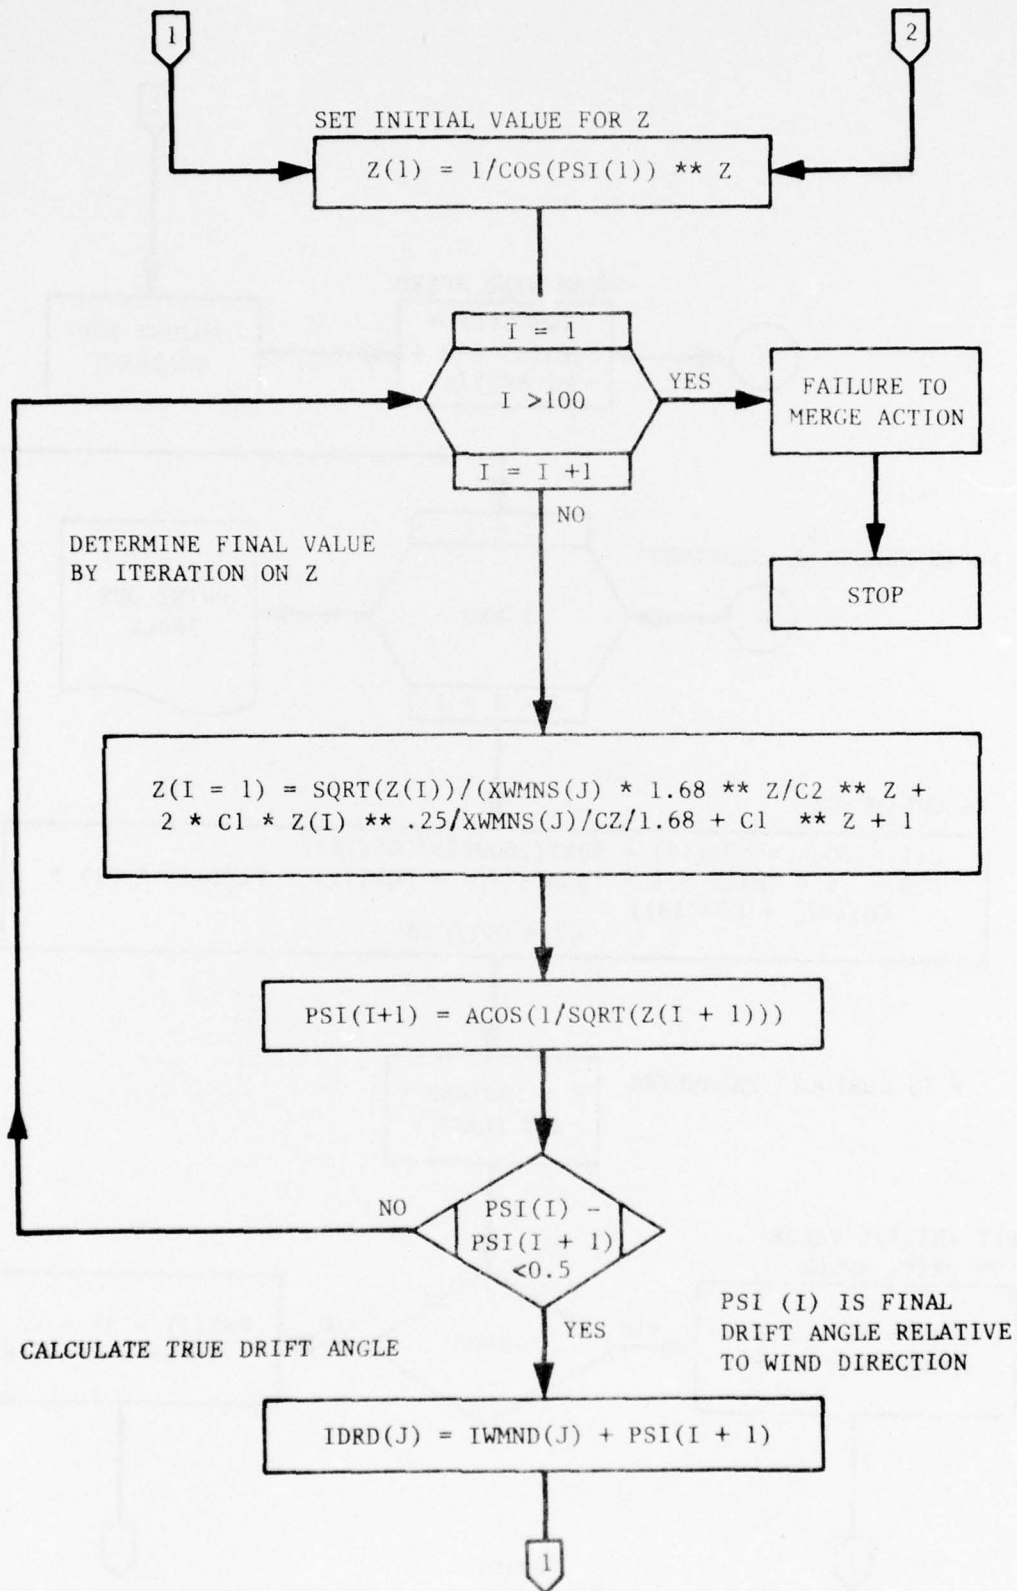 1
2
SET INITIAL VALUE FOR Z
Z(1) = 1/COS(PSI(1)) ** Z
I = 1
I >100
YES
FAILURE TO
MERGE ACTION
I = I +1
NO
STOP
DETERMINE FINAL VALUE
BY ITERATION ON Z
Z(I = 1) = SQRT(Z(I))/(XWMNS(J) * 1.68 ** Z/C2 ** Z +
2 * C1 * Z(I) ** .25/XWMNS(J)/CZ/1.68 + C1 ** Z + 1
PSI(I+1) = ACOS(1/SQRT(Z(I + 1)))
NO
PSI(I) -
PSI(I + 1)
<0.5
YES
PSI (I) IS FINAL
DRIFT ANGLE RELATIVE
TO WIND DIRECTION
CALCULATE TRUE DRIFT ANGLE
IDRD(J) = IWMND(J) + PSI(I + 1)
1